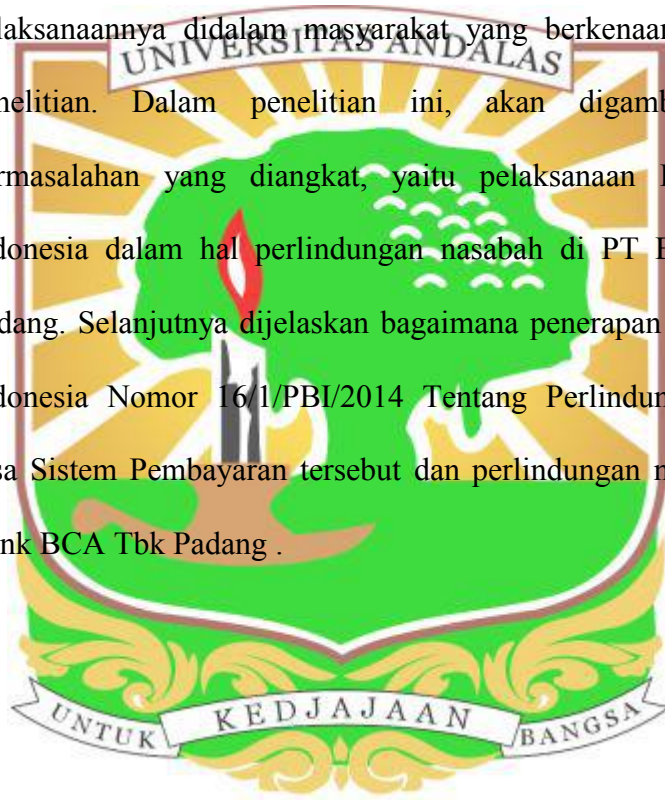 laksanaannya didalam masyarakat yang berkenaan
UNIVERSITAS ANDALAS
nelitian. Dalam penelitian ini, akan digamb
rmasalahan yang diangkat, yaitu pelaksanaan
donesia dalam hal perlindungan nasabah di PT
dang. Selanjutnya dijelaskan bagaimana penerapan
donesia Nomor 16/1/PBI/2014 Tentang Perlindun
sa Sistem Pembayaran tersebut dan perlindungan
nk BCA Tbk Padang .
UNTUK KEDJAJAAN BANGSA